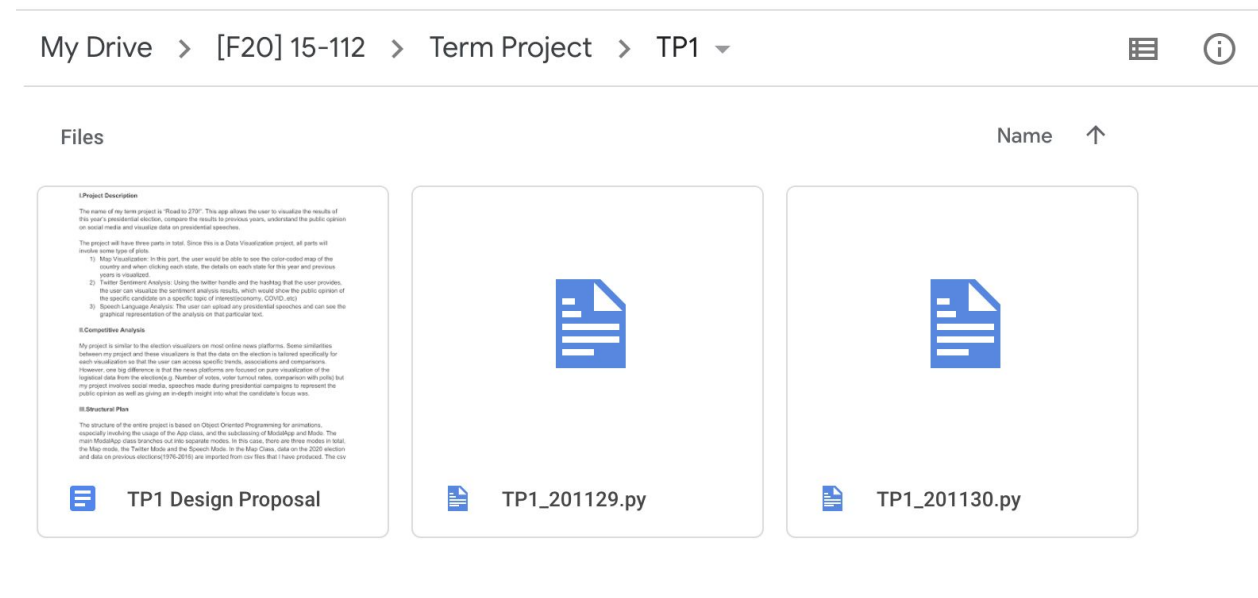 My Drive > [F20] 15-112 > Term Project > TP1
Files
Name
I.Project Description
The name of my term project is "Road to 270!". This app allows the user to visualize the results of
this year's presidential election, compare the results to previous years, understand the public opinion
on social media and visualize data on presidential speeches.
The project will have three parts in total. Since this is a Data Visualization project, all parts will
involve some type of plots.
1) Map Visualization: In this part, the user would be able to see the color-coded map of the
country and when clicking each state, the details on each state for this year and previous
years is visualized.
2) Twitter Sentiment Analysis: Using the twitter handle and the hashtag that the user provides,
the user can visualize the sentiment analysis results, which would show the public opinion of
the specific candidate on a specific topic of interest(economy, COVID..etc)
3) Speech Language Analysis: The user can upload any presidential speeches and can see the
graphical representation of the analysis on that particular text.
II.Competitive Analysis
My project is similar to the election visualizers on most online news platforms. Some similarities
between my project and these visualizers is that the data on the election is tailored specifically for
each visualization so that the user can access specific trends, associations and comparisons.
However, one big difference is that the news platforms are focused on pure visualization of the
logistical data from the election(e.g. Number of votes, voter turnout rates, comparison with polls) but
my project involves social media, speeches made during presidential campaigns to represent the
public opinion as well as giving an in-depth insight into what the candidate's focus was.
III.Structural Plan
The structure of the entire project is based on Object Oriented Programming for animations,
especially involving the usage of the App class, and the subclassing of ModalApp and Mode. The
main ModalApp class branches out into separate modes. In this case, there are three modes in total,
the Map mode, the Twitter Mode and the Speech Mode. In the Map Class, data on the 2020 election
and data on previous elections(1976-2016) are imported from csv files that I have produced. The csv
TP1 Design Proposal
TP1_201129.py
TP1_201130.py